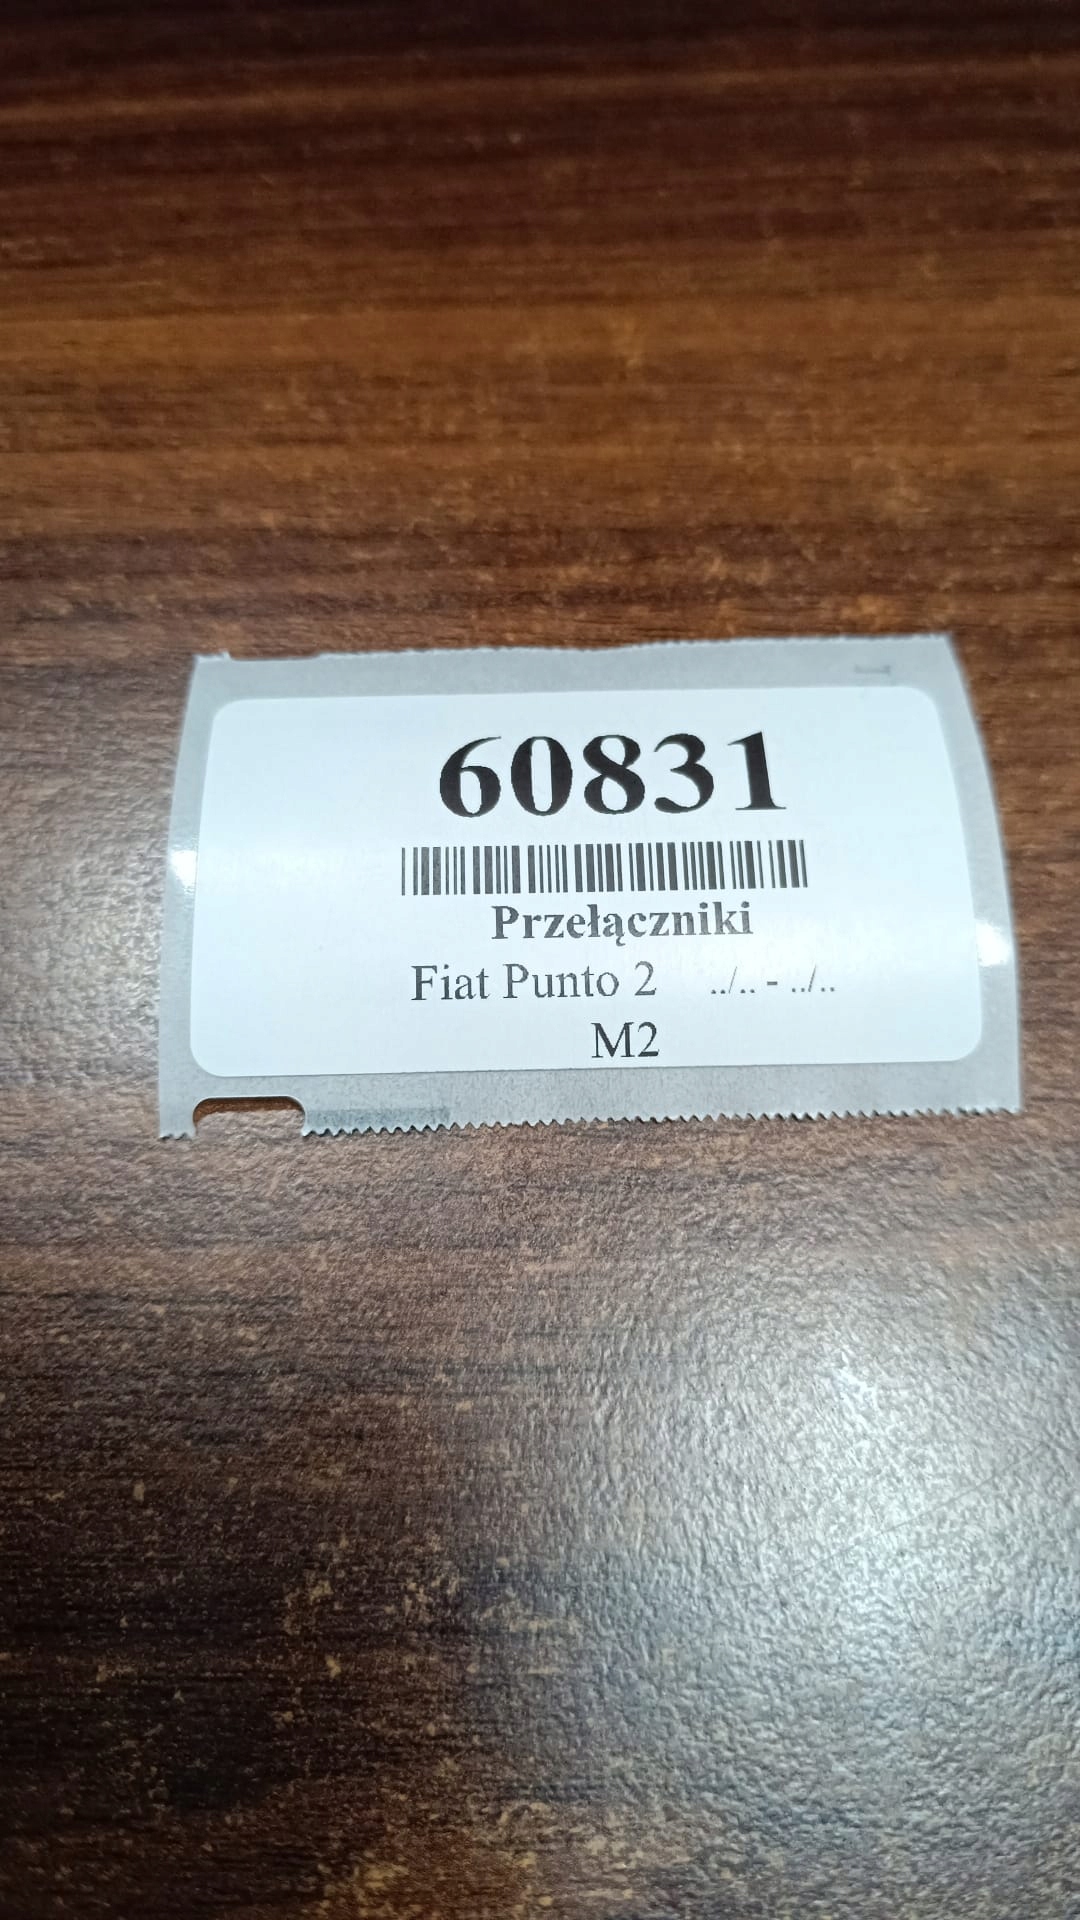 60831
Przełączniki
Fiat Punto 2 ../.. - ../..
M2